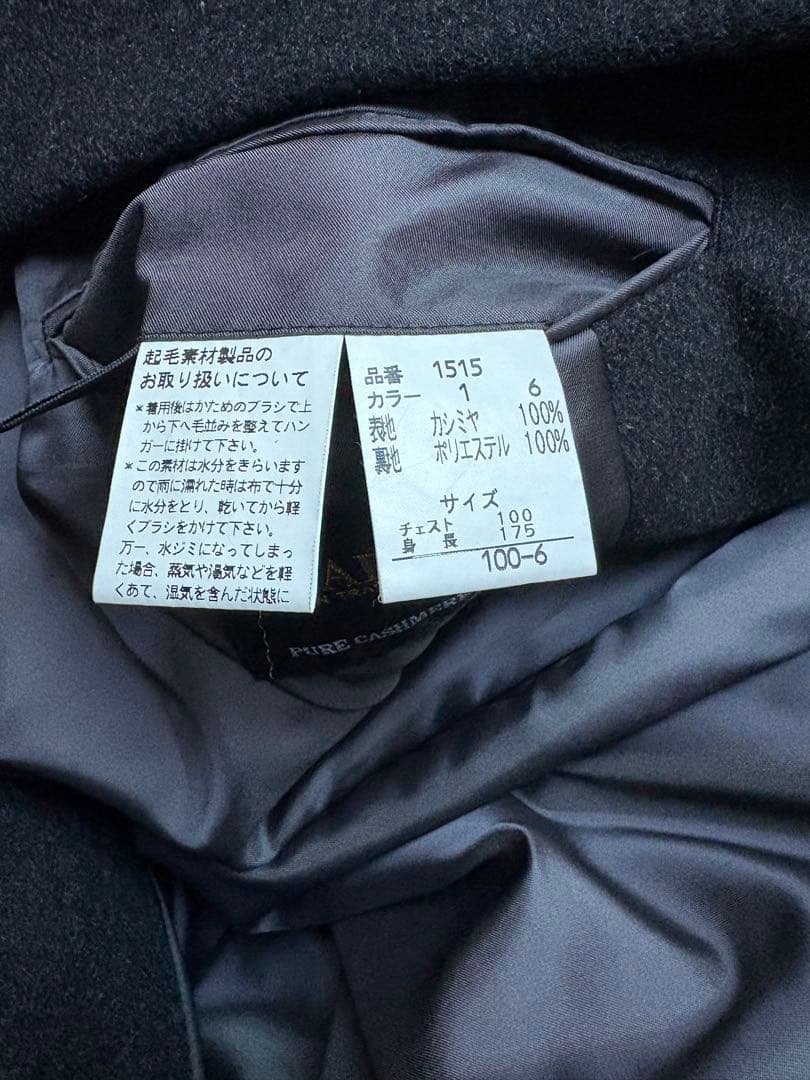 起毛素材製品の
お取り扱いについて
*着用後はかためのブラシで上
から下へ毛並みを整えてハン
ガーに掛けて下さい。
*この素材は水分をきらいます
ので雨に濡れた時は布で十分
に水分をとり、乾いてから軽
くブラシをかけて下さい。
万一、水ジミになってしまっ
た場合、蒸気や湯気などを軽
くあて、湿気を含んだ状態に
品番 1515
カラー 1 6
表地 カシミヤ 100%
裏地 ポリエステル 100%
サイズ
チェスト 100
身長 175
100-6
PURE CASHMERE